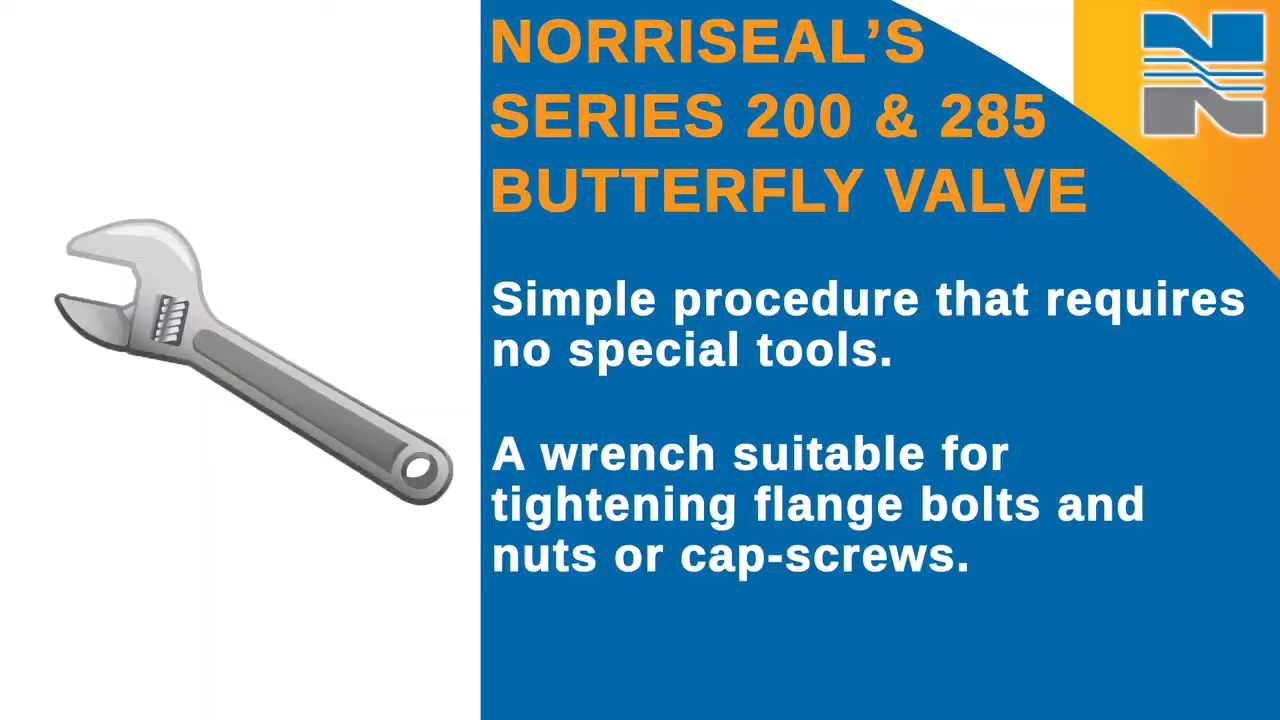 NORRISEAL’S
SERIES 200 & 285
BUTTERFLY VALVE
Simple procedure that requires
no special tools.
A wrench suitable for
tightening flange bolts and
nuts or cap-screws.